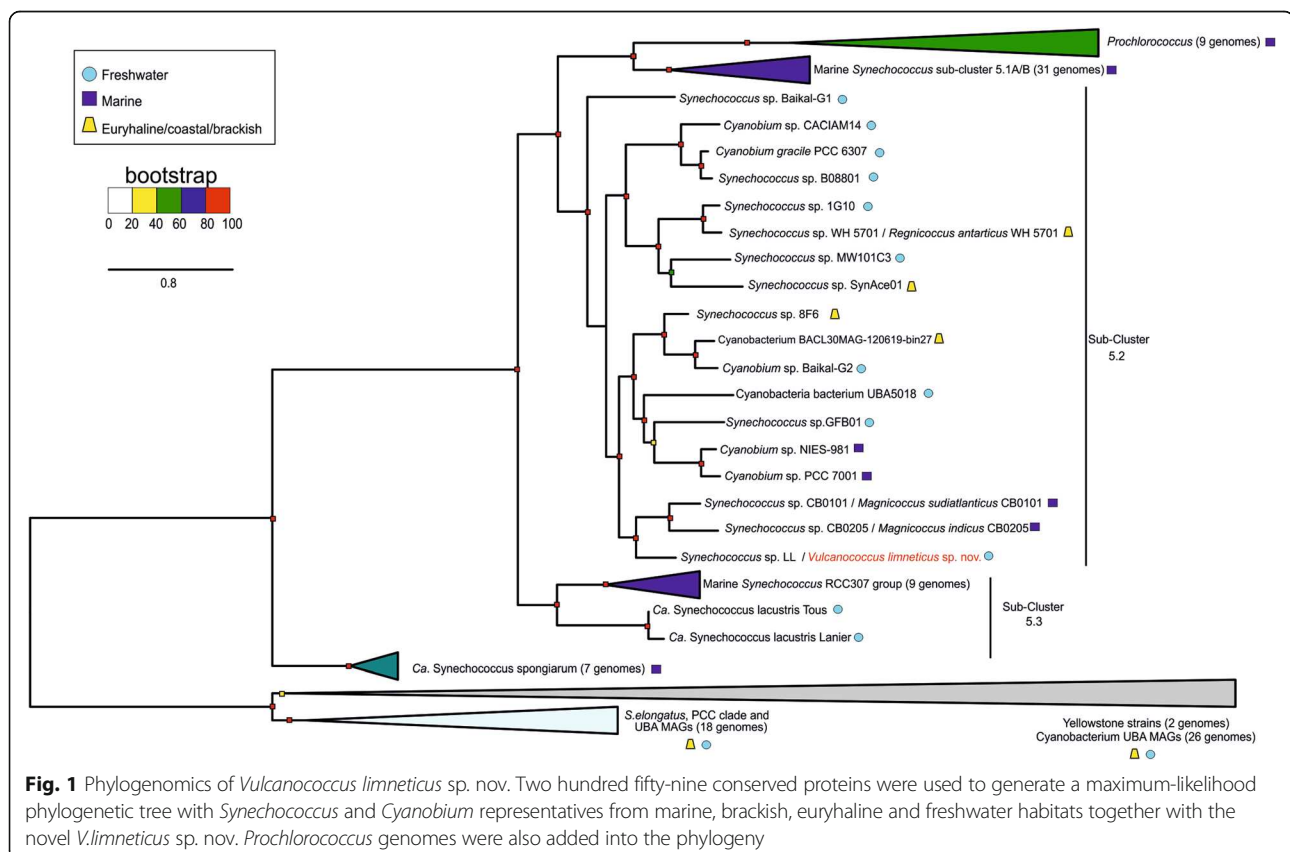 Freshwater
Marine
Euryhaline/coastal/brackish
bootstrap
0 20 40 60 80 100
0.8
Prochlorococcus (9 genomes)
Marine Synechococcus sub-cluster 5.1A/B (31 genomes)
Synechococcus sp. Baikal-G1
Cyanobium sp. CACIAM14
Cyanobium gracile PCC 6307
Synechococcus sp. B08801
Synechococcus sp. 1G10
Synechococcus sp. WH 5701 / Regnicoccus antarticus WH 5701
Synechococcus sp. MW101C3
Synechococcus sp. SynAce01
Synechococcus sp. 8F6
Cyanobacterium BACL30MAG-120619-bin27
Cyanobium sp. Baikal-G2
Cyanobacteria bacterium UBA5018
Synechococcus sp.GFB01
Cyanobium sp. NIES-981
Cyanobium sp. PCC 7001
Synechococcus sp. CB0101 / Magnicoccus sudiatlanticus CB0101
Synechococcus sp. CB0205 / Magnicoccus indicus CB0205
Synechococcus sp. LL / Vulcanococcus limneticus sp. nov.
Sub-Cluster
5.2
Marine Synechococcus RCC307 group (9 genomes)
Ca. Synechococcus lacustris Tous
Ca. Synechococcus lacustris Lanier
Sub-Cluster
5.3
Ca. Synechococcus spongiarum (7 genomes)
S.elongatus, PCC clade and
UBA MAGs (18 genomes)
Yellowstone strains (2 genomes)
Cyanobacterium UBA MAGs (26 genomes)
Fig. 1 Phylogenomics of Vulcanococcus limneticus sp. nov. Two hundred fifty-nine conserved proteins were used to generate a maximum-likelihood
phylogenetic tree with Synechococcus and Cyanobium representatives from marine, brackish, euryhaline and freshwater habitats together with the
novel V.limneticus sp. nov. Prochlorococcus genomes were also added into the phylogeny